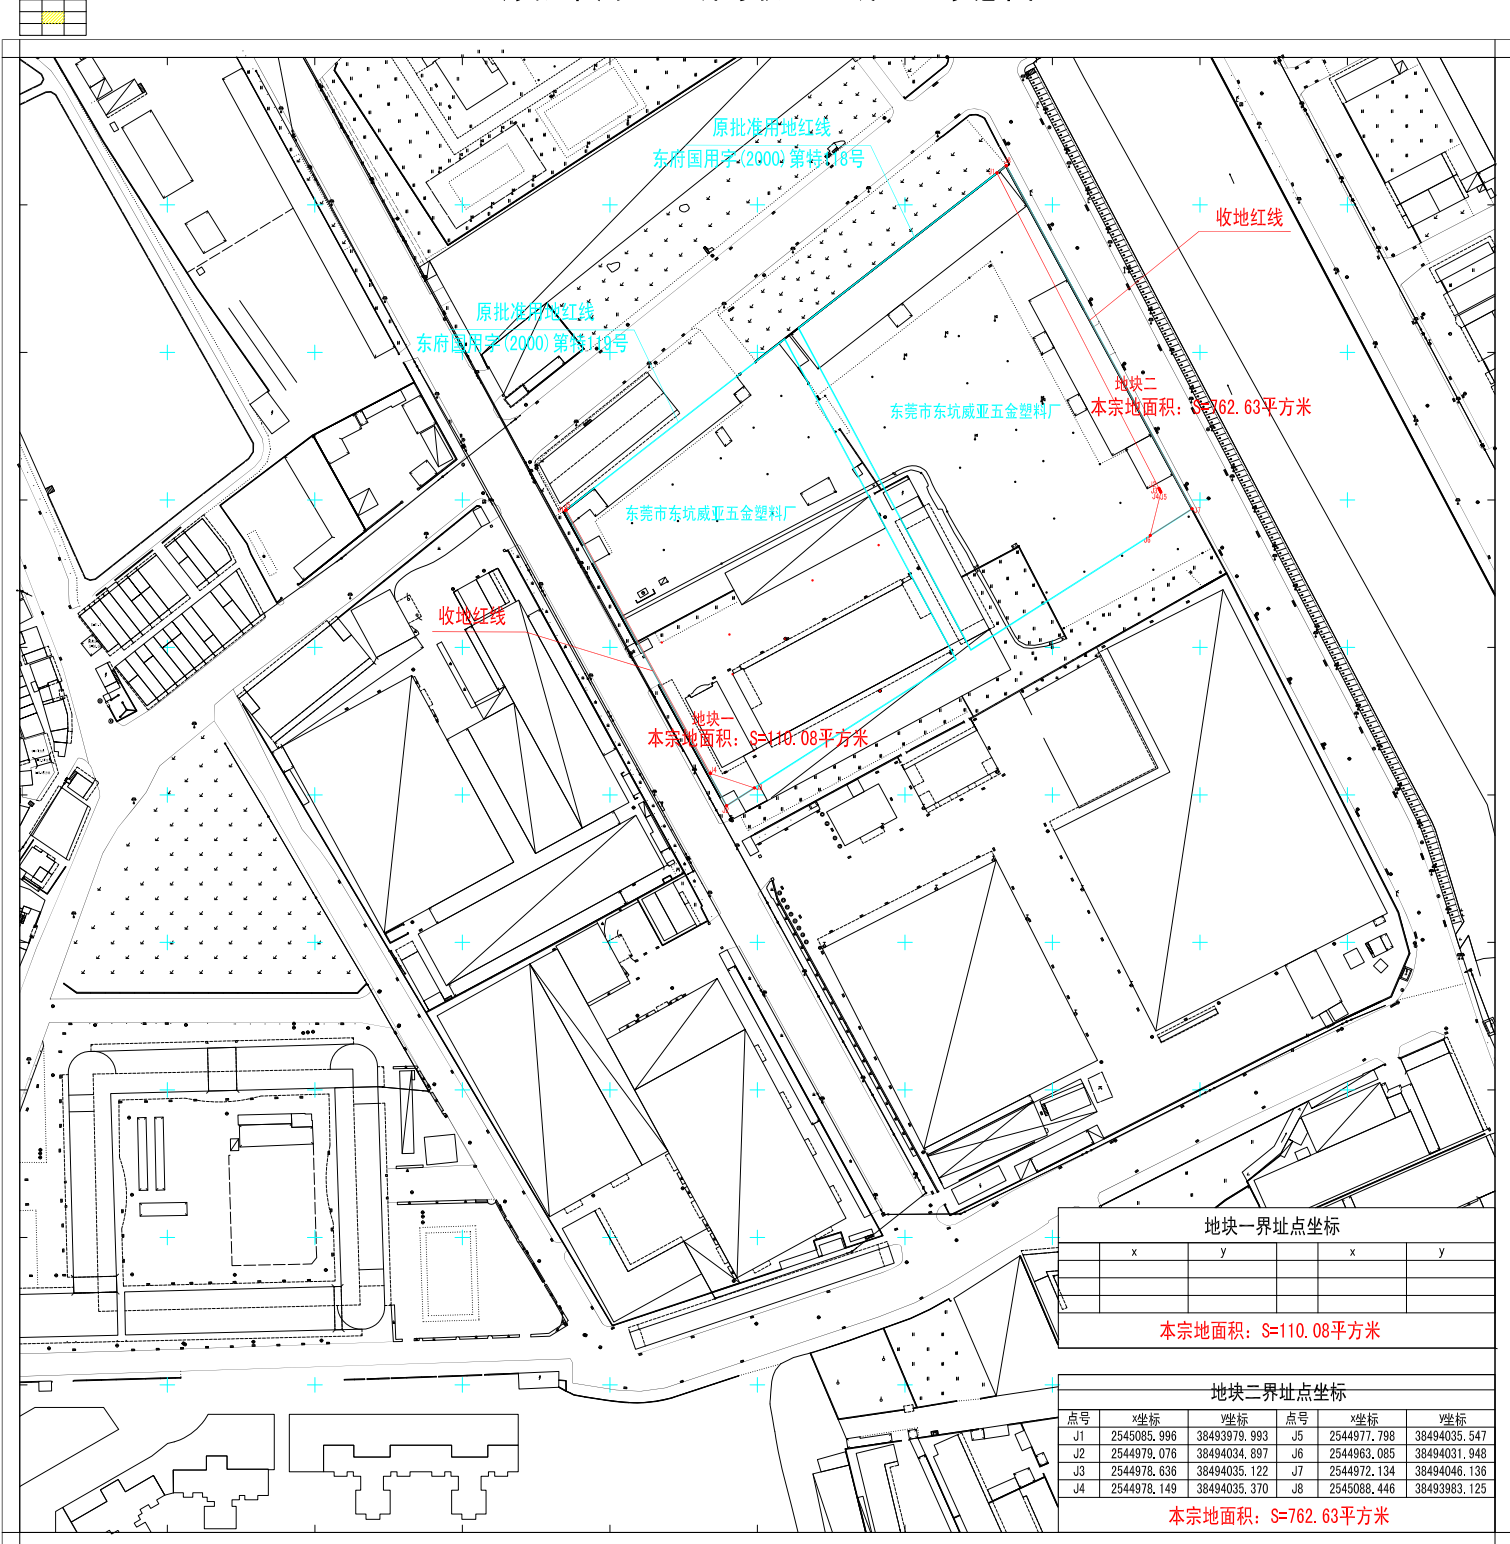 原批准用地红线
东府国用字(2000)第特118号
收地红线
原批准用地红线
东府国用字(2000)第特119号
地块二
本宗地面积：S=762.63平方米
东莞市东坑威亚五金塑料厂
东莞市东坑威亚五金塑料厂
收地红线
地块一
本宗地面积：S=110.08平方米
地块一界址点坐标
x y x y
本宗地面积：S=110.08平方米
地块二界址点坐标
点号 x坐标 y坐标 点号 x坐标 y坐标
J1 2545085.996 38493979.993 J5 2544977.798 38494035.547
J2 2544979.076 38494034.897 J6 2544963.085 38494031.948
J3 2544978.636 38494035.122 J7 2544972.134 38494046.136
J4 2544978.149 38494035.370 J8 2545088.446 38493983.125
本宗地面积：S=762.63平方米